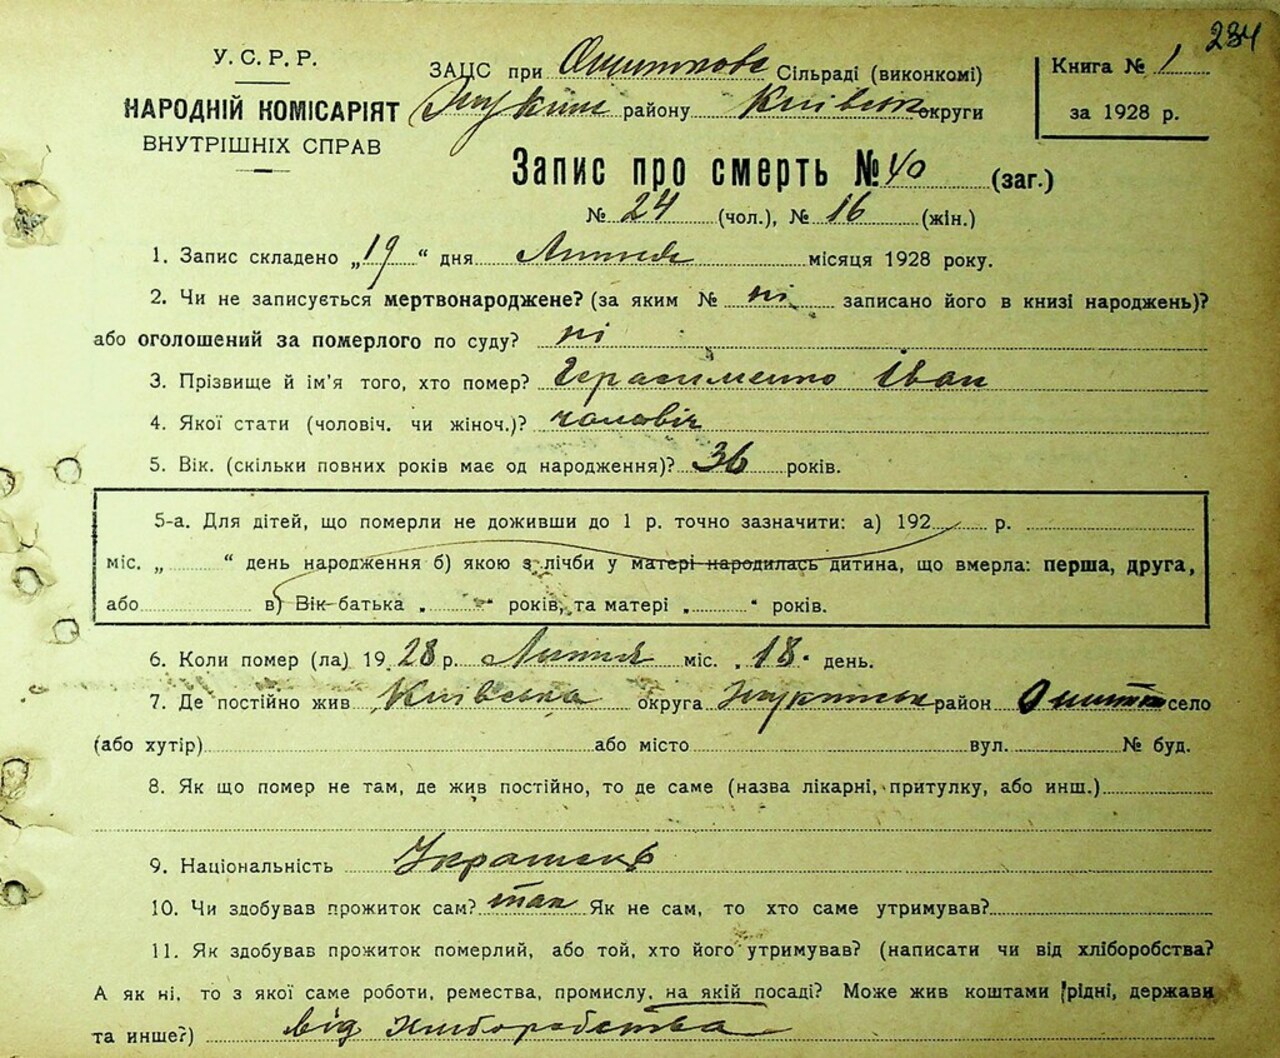 234
У. С. Р. Р.
НАРОДНІЙ КОМІСАРІЯТ
ВНУТРІШНІХ СПРАВ
ЗАЦС при Сільраді (виконкомі)
району Київськ округи
Книга № 1
за 1928 р.
Запис про смерть № 40 (заг.)
№ 24 (чол.), № 16 (жін.)
1. Запис складено „19“ дня Липня місяця 1928 року.
2. Чи не записується мертвонароджене? (за яким № ні записано його в книзі народжень)?
або оголошений за померлого по суду? ні
3. Прізвище й ім'я того, хто помер? Герасименко Іван
4. Якої стати (чоловіч. чи жіноч.)? чоловіч
5. Вік. (скільки повних років має од народження)? 36 років.
5-а. Для дітей, що померли не доживши до 1 р. точно зазначити: а) 192 р.
міс. „ “ день народження б) якою з лічби у матері народилась дитина, що вмерла: перша, друга,
або в) Вік батька „ “ років, та матері „ “ років.
6. Коли помер (ла) 1928 р. Липня міс. „18“ день.
7. Де постійно жив Київська округа район село
(або хутір) або місто вул. № буд.
8. Як що помер не там, де жив постійно, то де саме (назва лікарні, притулку, або инш.)
9. Національність Українець
10. Чи здобував прожиток сам? так Як не сам, то хто саме утримував?
11. Як здобував прожиток померлий, або той, хто його утримував? (написати чи від хліборобства?
А як ні, то з якої саме роботи, ремества, промислу, на якій посаді? Може жив коштами рідні, держави
та инше?) від Хліборобства